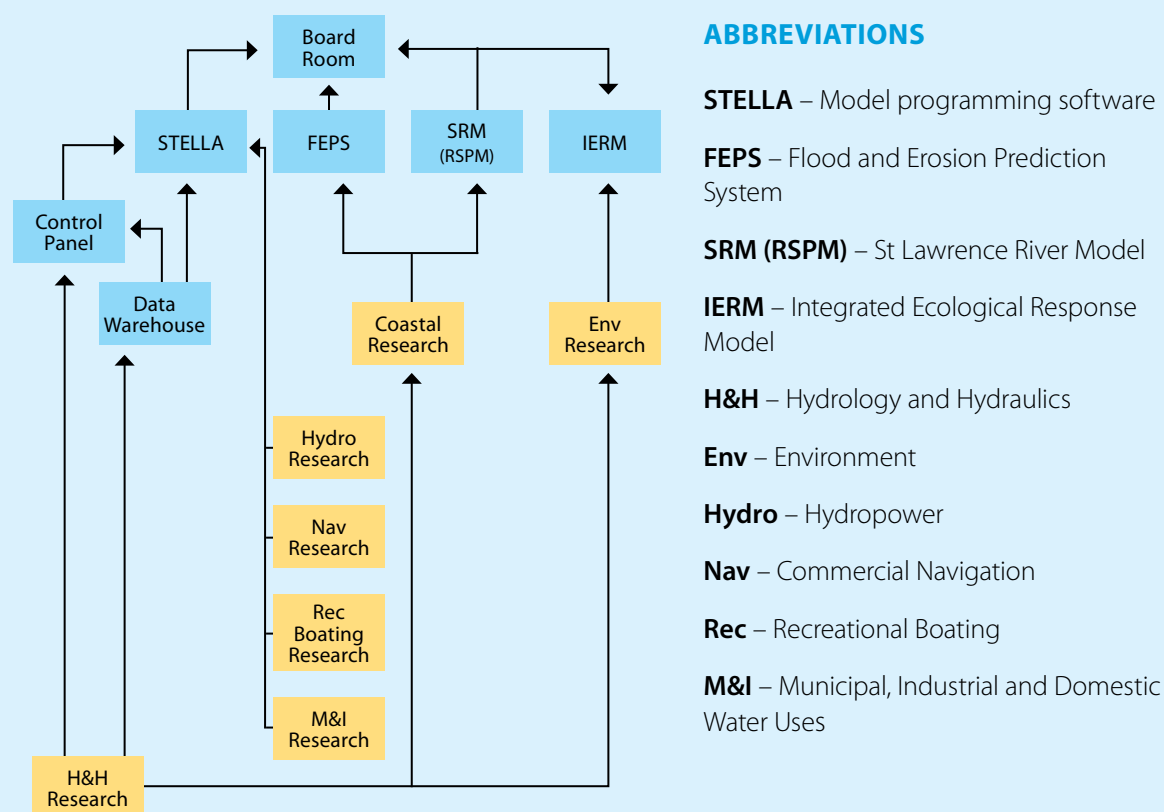 Board
Room
STELLA
FEPS
SRM
(RSPM)
IERM
Control
Panel
Data
Warehouse
Coastal
Research
Env
Research
Hydro
Research
Nav
Research
Rec
Boating
Research
M&I
Research
H&H
Research
ABBREVIATIONS
STELLA – Model programming software
FEPS – Flood and Erosion Prediction
System
SRM (RSPM) – St Lawrence River Model
IERM – Integrated Ecological Response
Model
H&H – Hydrology and Hydraulics
Env – Environment
Hydro – Hydropower
Nav – Commercial Navigation
Rec – Recreational Boating
M&I – Municipal, Industrial and Domestic
Water Uses